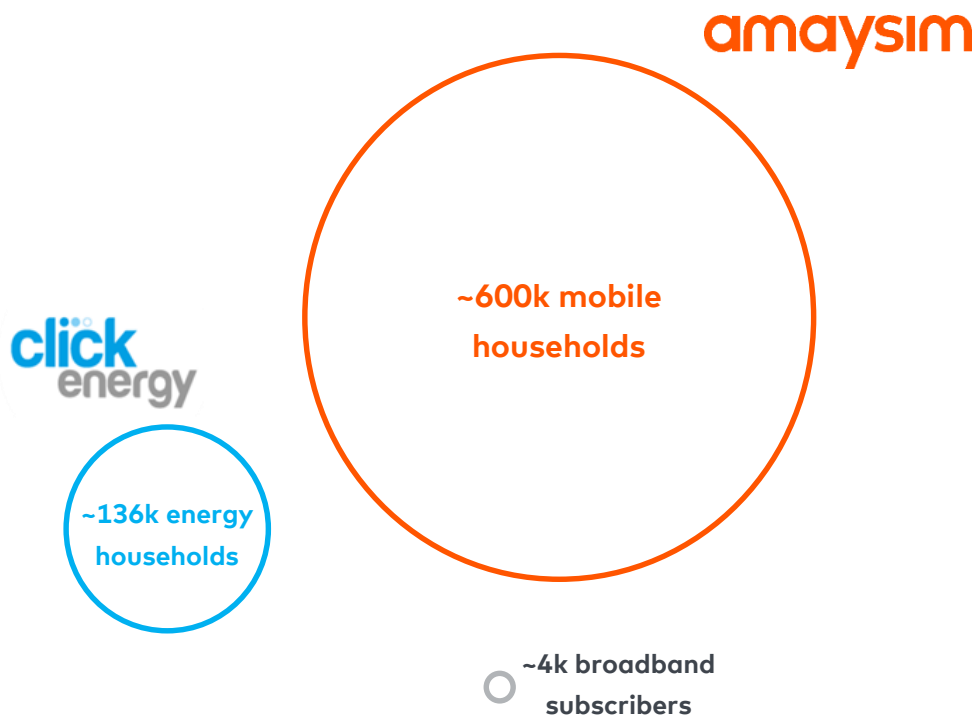 amaysim
~600k mobile
households
click
energy
~136k energy
households
~4k broadband
subscribers